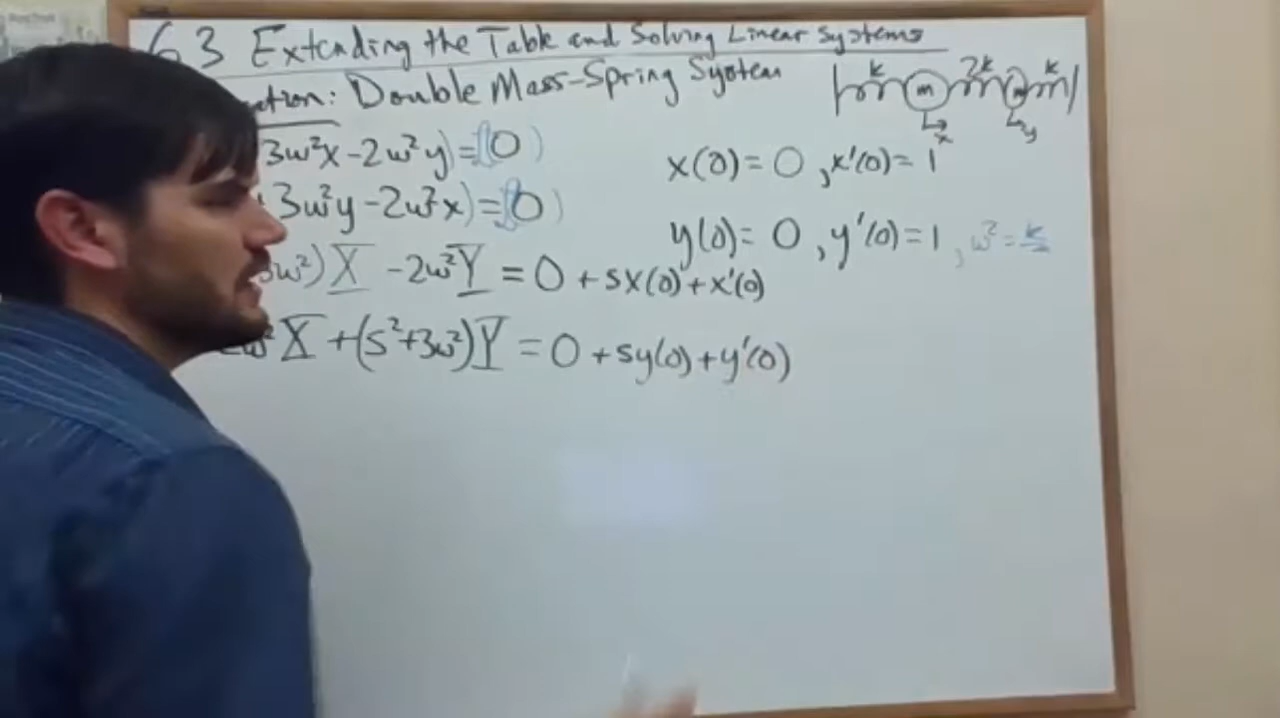 6.3 Extending the Table and Solving Linear Systems
Double Mass-Spring System
k m 2k m k
x y
3ω²x-2ω²y)=(0)
x(0)=0, x'(0)=1
3ω²y-2ω²x)=(0)
y(0)=0, y'(0)=1, ω²=k
ω²)X -2ω²Y = 0 + sx(0)+x'(0)
X+(s²+3ω²)Y = 0 + sy(0)+y'(0)